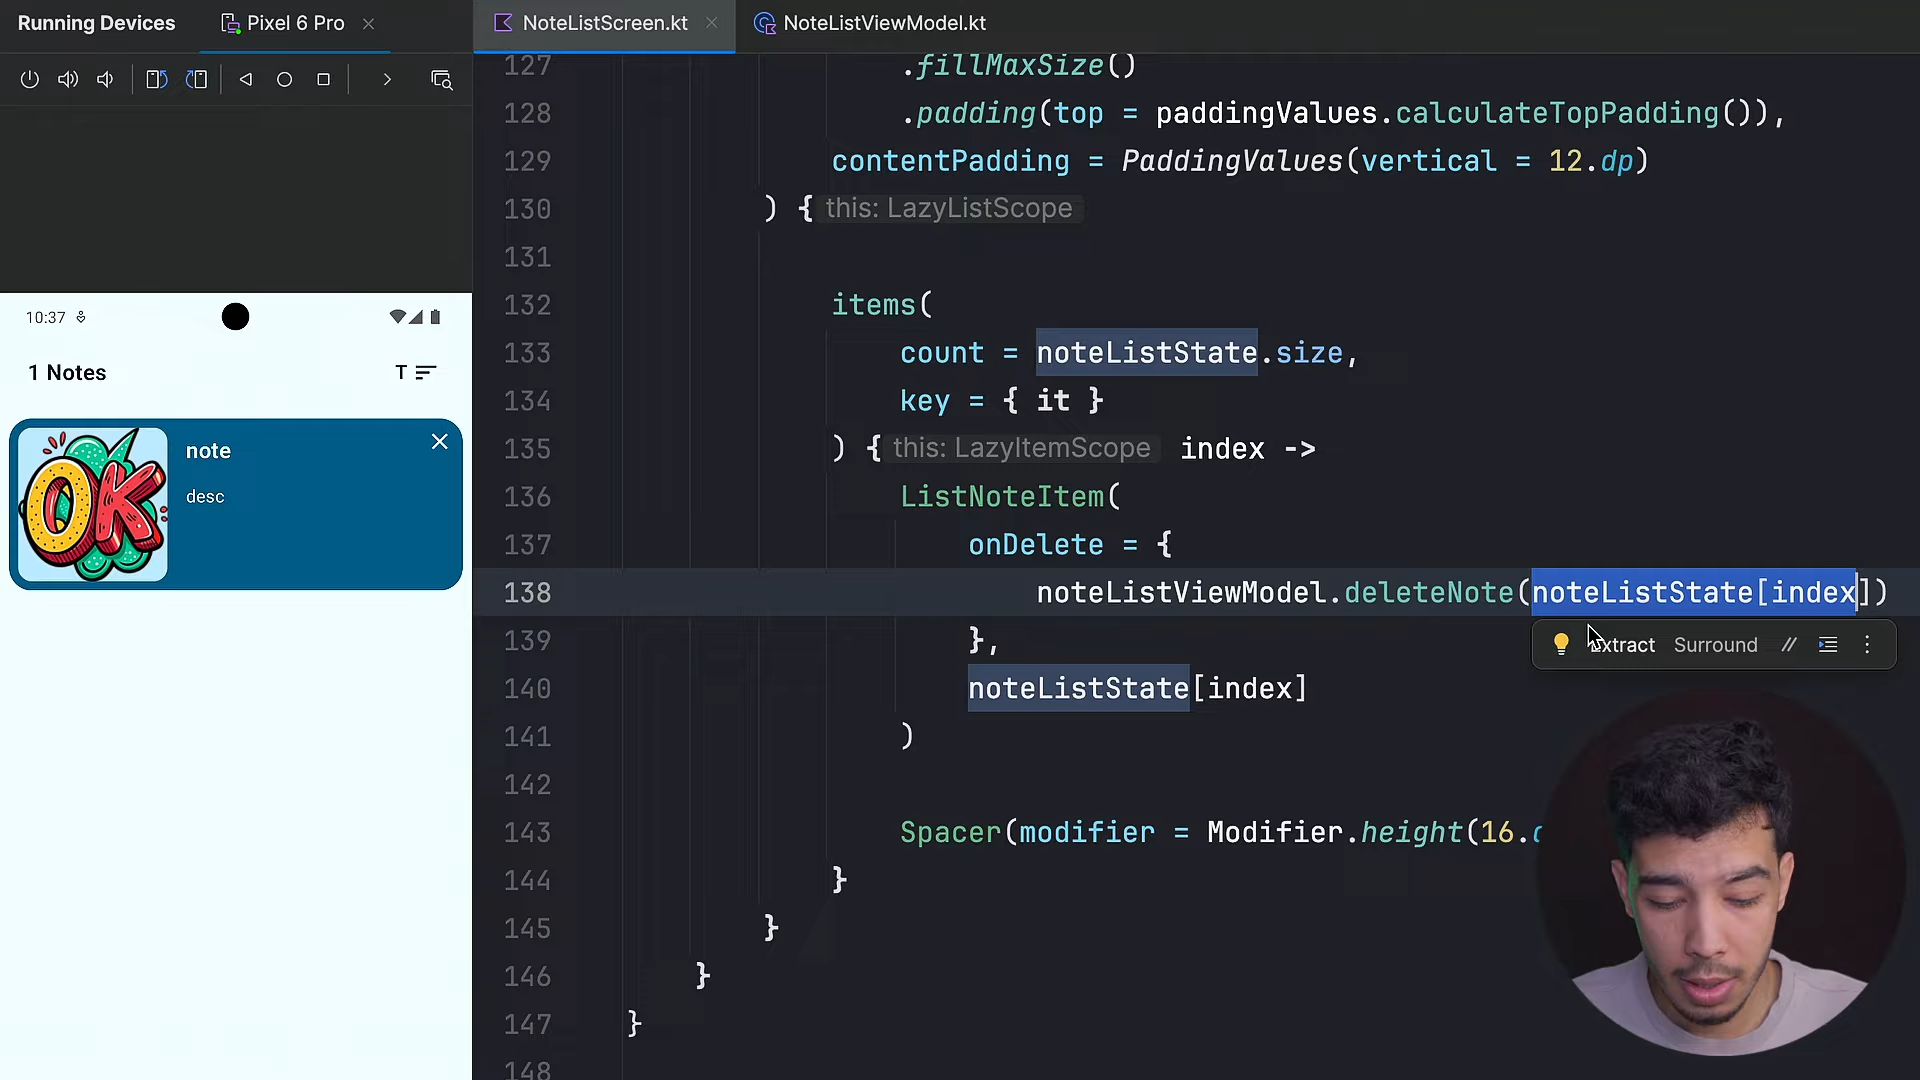 Running Devices
Pixel 6 Pro
NoteListScreen.kt
NoteListViewModel.kt
10:37
1 Notes
T
OK
note
desc
127 .fillMaxSize()
128 .padding(top = paddingValues.calculateTopPadding()),
129 contentPadding = PaddingValues(vertical = 12.dp)
130 ) { this: LazyListScope
131
132 items(
133 count = noteListState.size,
134 key = { it }
135 ) { this: LazyItemScope index ->
136 ListNoteItem(
137 onDelete = {
138 noteListViewModel.deleteNote(noteListState[index])
139 },
Extract Surround //
140 noteListState[index]
141 )
142
143 Spacer(modifier = Modifier.height(16.
144 }
145 }
146 }
147 }
148